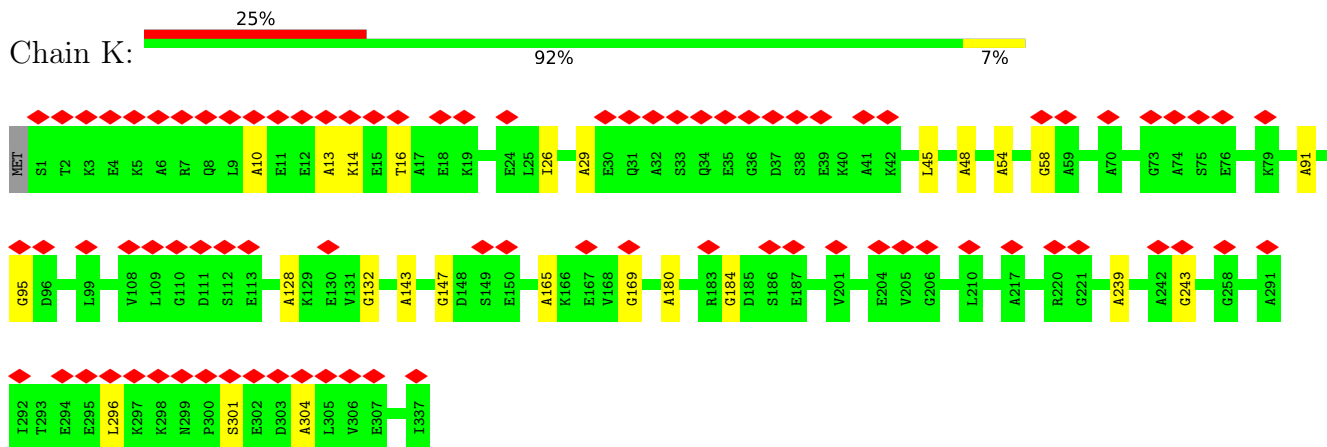 25%
Chain K:
92% 7%
MET S1 T2 K3 E4 K5 A6 R7 Q8 L9 A10 E11 E12 A13 K14 E15 T16 A17 E18 K19 E24 L25 I26 A29 E30 Q31 A32 S33 Q34 E35 G36 D37 S38 E39 K40 A41 K42 L45 A48 A54 G58 A59 A70 G73 A74 S75 E76 K79 A91
G95 D96 L99 V108 L109 G110 D111 S112 E113 A128 K129 E130 V131 G132 A143 G147 D148 S149 E150 A165 K166 E167 V168 G169 A180 R183 G184 D185 S186 E187 V201 E204 V205 G206 L210 A217 R220 G221 A239 A242 G243 G258 A291
I292 T293 E294 E295 L296 K297 K298 N299 P300 S301 E302 D303 A304 L305 V306 E307 I337